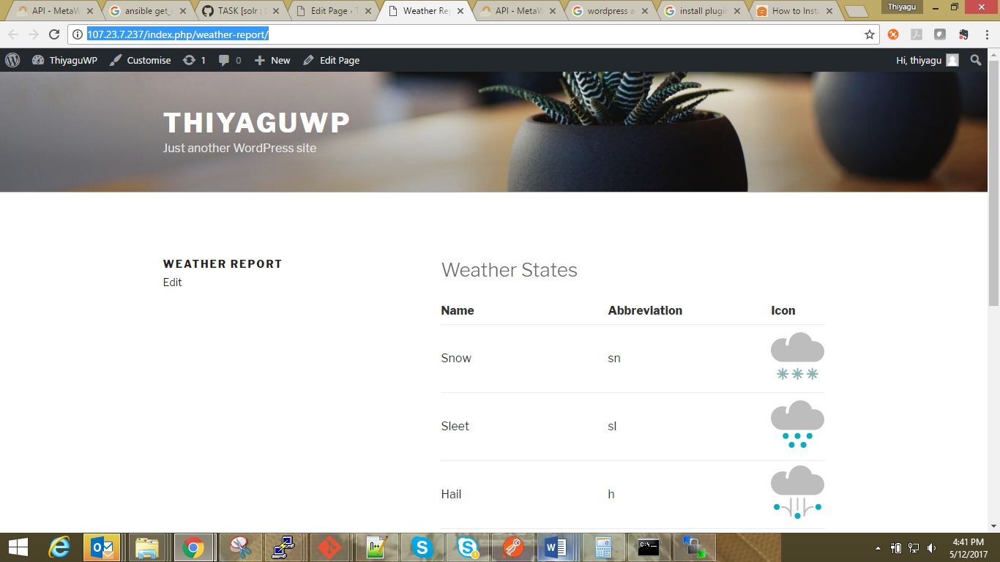 API - MetaW
ansible get_u
TASK [solr :
Edit Page ‹ T
Weather Rep
API - MetaW
wordpress a
install plugin
How to Insta
Thiyagu
107.23.7.237/index.php/weather-report/
ThiyaguWP
Customise
1
0
New
Edit Page
Hi, thiyagu
THIYAGUWP
Just another WordPress site
WEATHER REPORT
Edit
Weather States
Name Abbreviation Icon
Snow sn
Sleet sl
Hail h
4:41 PM
5/12/2017